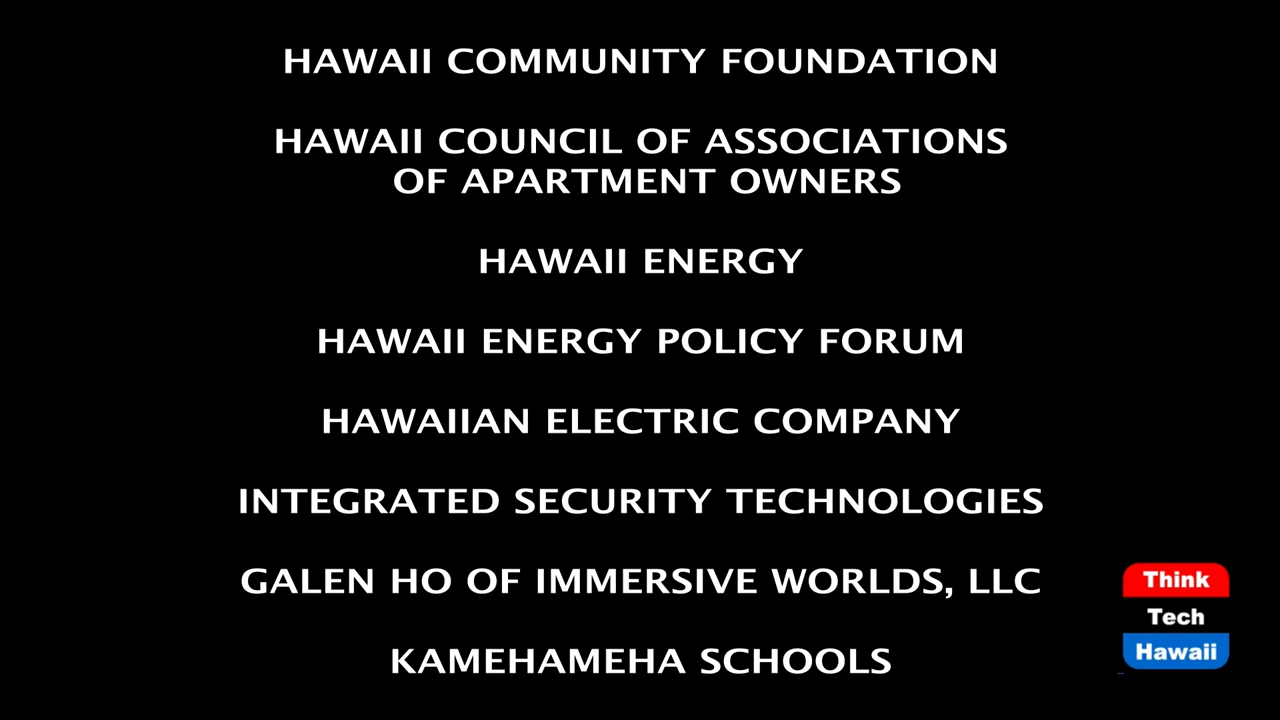 HAWAII COMMUNITY FOUNDATION
HAWAII COUNCIL OF ASSOCIATIONS
OF APARTMENT OWNERS
HAWAII ENERGY
HAWAII ENERGY POLICY FORUM
HAWAIIAN ELECTRIC COMPANY
INTEGRATED SECURITY TECHNOLOGIES
GALEN HO OF IMMERSIVE WORLDS, LLC
KAMEHAMEHA SCHOOLS
Think
Tech
Hawaii